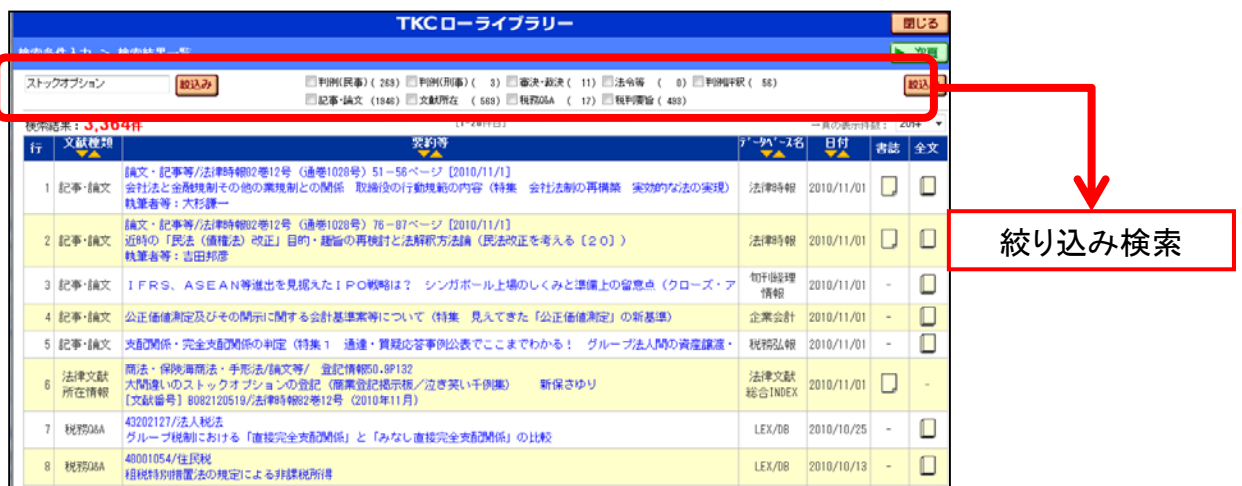 TKCローライブラリー
閉じる
検索条件入力 > 検索結果一覧
次頁
ストックオプション 絞込み
判例(民事) ( 263) 判例(刑事) ( 3) 審決・裁決 ( 11) 法令等 ( 0) 判例評釈 ( 56)
記事・論文 (1946) 文献所在 ( 569) 税務Q&A ( 17) 税判要旨 ( 493)
検索結果：3,364件
行 文献種類 要約等 データベース名 日付 書誌 全文
論文・記事等/法律時報82巻12号（通巻1028号）51－56ページ [2010/11/1]
1 記事・論文 会社法と金融規制その他の業規制との関係 取締役の行動規範の内容（特集 会社法制の再構築 実効的な法の実現） 法律時報 2010/11/01
執筆者等：大杉謙一
論文・記事等/法律時報82巻12号（通巻1028号）76－87ページ [2010/11/1]
2 記事・論文 近時の「民法（債権法）改正」目的・趣旨の再検討と法解釈方法論（民法改正を考える〔２０〕） 法律時報 2010/11/01
執筆者等：吉田邦彦
3 記事・論文 ＩＦＲＳ、ＡＳＥＡＮ等進出を見据えたＩＰＯ戦略は？ シンガポール上場のしくみと準備上の留意点（クローズ・ア 旬刊経理情報 2010/11/01 -
4 記事・論文 公正価値測定及びその開示に関する会計基準案等について（特集 見えてきた「公正価値測定」の新基準） 企業会計 2010/11/01 -
5 記事・論文 支配関係・完全支配関係の判定（特集１ 通達・質疑応答事例公表でここまでわかる！ グループ法人間の資産譲渡・ 税務弘報 2010/11/01 -
商法・保険海商法・手形法/論文等/ 登記情報50.9P132
6 法律文献所在情報 大間違いのストックオプションの登記（商業登記掲示板／泣き笑い千例集） 新保さゆり 法律文献総合INDEX 2010/11/01 -
[文献番号] B082120519/法律時報82巻12号（2010年11月）
43202127/法人税法
7 税務Q&A グループ税制における「直接完全支配関係」と「みなし直接完全支配関係」の比較 LEX/DB 2010/10/25 -
48001054/住民税
8 税務Q&A 租税特別措置法の規定による非課税所得 LEX/DB 2010/10/13 -
絞り込み検索